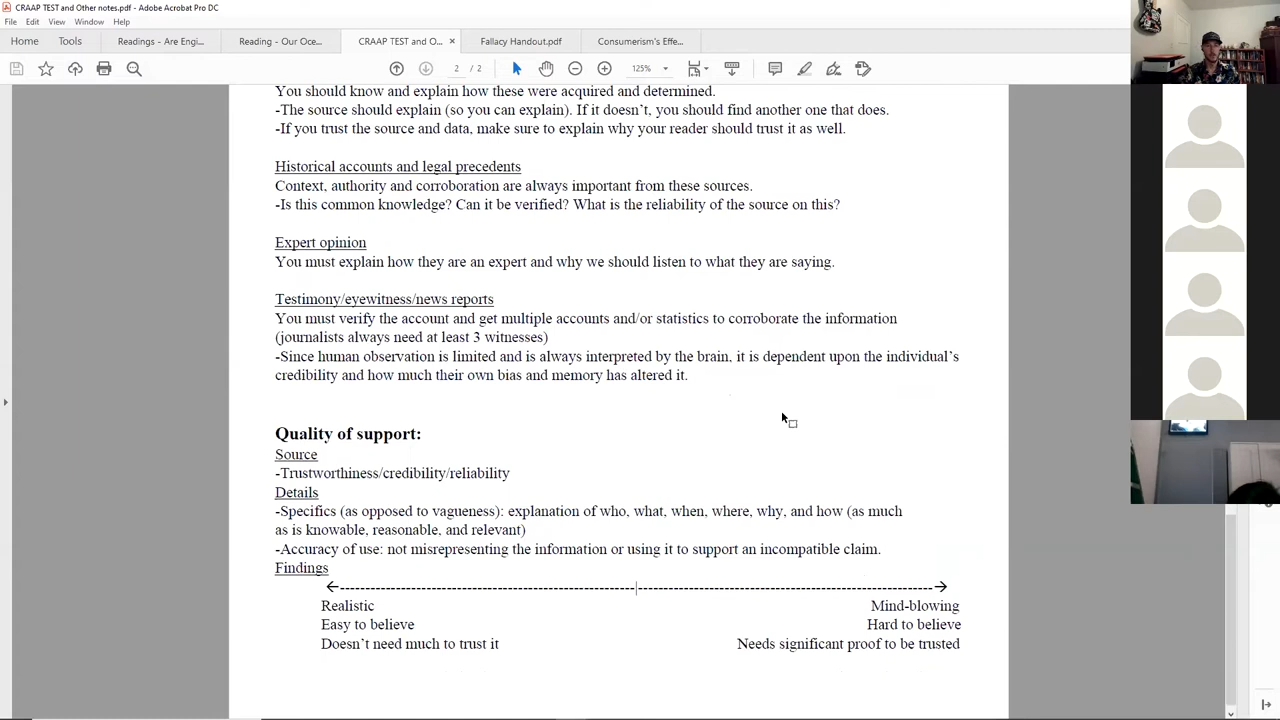 CRAAP TEST and Other notes.pdf - Adobe Acrobat Pro DC
File Edit View Window Help
Home Tools Readings - Are Engi... Reading - Our Oce... CRAAP TEST and O... × Fallacy Handout.pdf Consumerism's Effe...
2 / 2 125%
You should know and explain how these were acquired and determined.
-The source should explain (so you can explain). If it doesn't, you should find another one that does.
-If you trust the source and data, make sure to explain why your reader should trust it as well.
Historical accounts and legal precedents
Context, authority and corroboration are always important from these sources.
-Is this common knowledge? Can it be verified? What is the reliability of the source on this?
Expert opinion
You must explain how they are an expert and why we should listen to what they are saying.
Testimony/eyewitness/news reports
You must verify the account and get multiple accounts and/or statistics to corroborate the information
(journalists always need at least 3 witnesses)
-Since human observation is limited and is always interpreted by the brain, it is dependent upon the individual's
credibility and how much their own bias and memory has altered it.
Quality of support:
Source
-Trustworthiness/credibility/reliability
Details
-Specifics (as opposed to vagueness): explanation of who, what, when, where, why, and how (as much
as is knowable, reasonable, and relevant)
-Accuracy of use: not misrepresenting the information or using it to support an incompatible claim.
Findings
Realistic Mind-blowing
Easy to believe Hard to believe
Doesn't need much to trust it Needs significant proof to be trusted